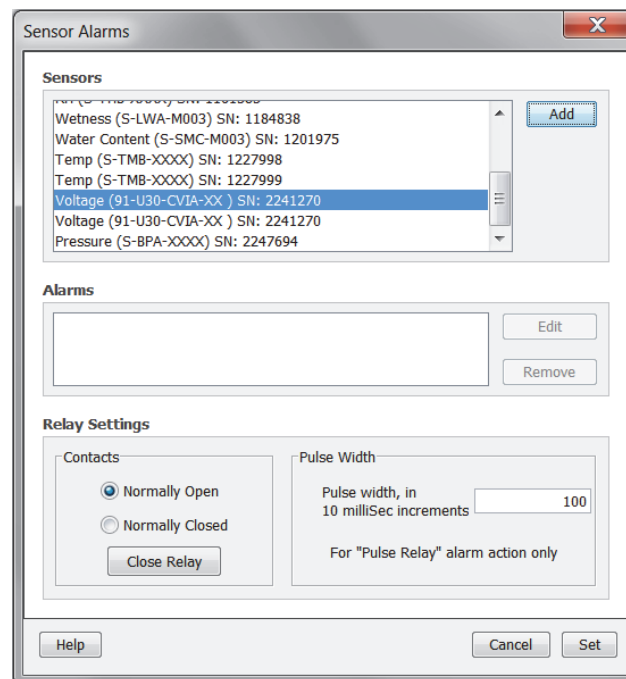 Sensor Alarms
Sensors
Wetness (S-LWA-M003) SN: 1184838
Water Content (S-SMC-M003) SN: 1201975
Temp (S-TMB-XXXX) SN: 1227998
Temp (S-TMB-XXXX) SN: 1227999
Voltage (91-U30-CVIA-XX ) SN: 2241270
Voltage (91-U30-CVIA-XX ) SN: 2241270
Pressure (S-BPA-XXXX) SN: 2247694
Add
Alarms
Edit
Remove
Relay Settings
Contacts
Normally Open
Normally Closed
Close Relay
Pulse Width
Pulse width, in
10 milliSec increments
100
For "Pulse Relay" alarm action only
Help
Cancel
Set